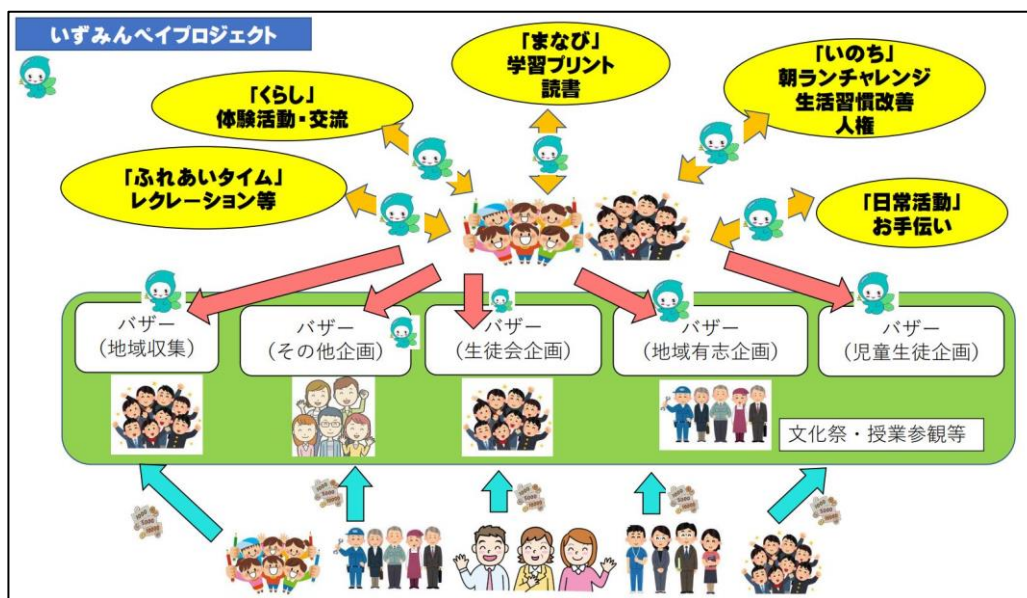 いずみんペイプロジェクト
「まなび」
学習プリント
読書
「いのち」
朝ランチャレンジ
生活習慣改善
人権
「くらし」
体験活動・交流
「ふれあいタイム」
レクレーション等
「日常活動」
お手伝い
バザー
（地域収集）
バザー
（その他企画）
バザー
（生徒会企画）
バザー
（地域有志企画）
バザー
（児童生徒企画）
文化祭・授業参観等